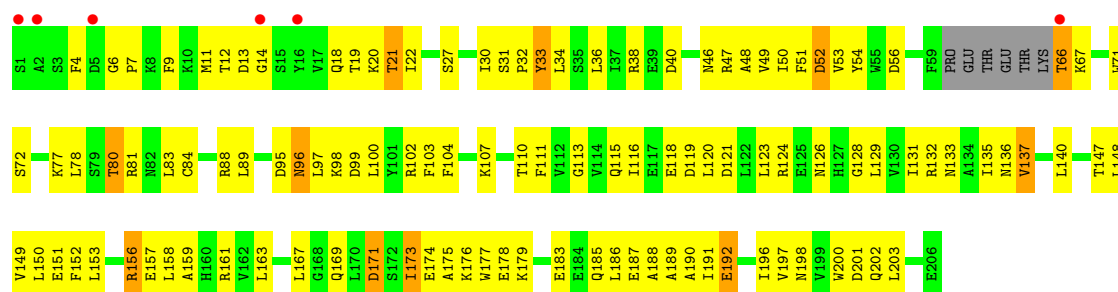 S1 A2 S3 F4 D5 G6 P7 K8 F9 K10 M11 T12 D13 G14 S15 Y16 V17 Q18 T19 K20 T21 I22 S27 I30 S31 P32 Y33 L34 S35 L36 I37 R38 E39 D40 N46 R47 A48 V49 I50 F51 D52 V53 Y54 W55 D56 F59 PRO GLU THR GLU THR LYS T66 K67 W71
S72 K77 L78 S79 T80 R81 N82 L83 C84 R88 L89 D95 N96 L97 K98 D99 L100 Y101 R102 F103 F104 K107 T110 F111 V112 G113 V114 Q115 I116 E117 E118 D119 L120 D121 L122 L123 R124 E125 N126 H127 G128 L129 V130 I131 R132 N133 A134 I135 N136 V137 L140 T147 L148
V149 L150 E151 F152 L153 R156 E157 L158 A159 H160 R161 V162 L163 L167 G168 Q169 L170 D171 S172 I173 E174 A175 K176 W177 E178 K179 E183 E184 Q185 L186 E187 A188 A189 A190 I191 E192 I196 V197 N198 V199 W200 D201 Q202 L203 E206